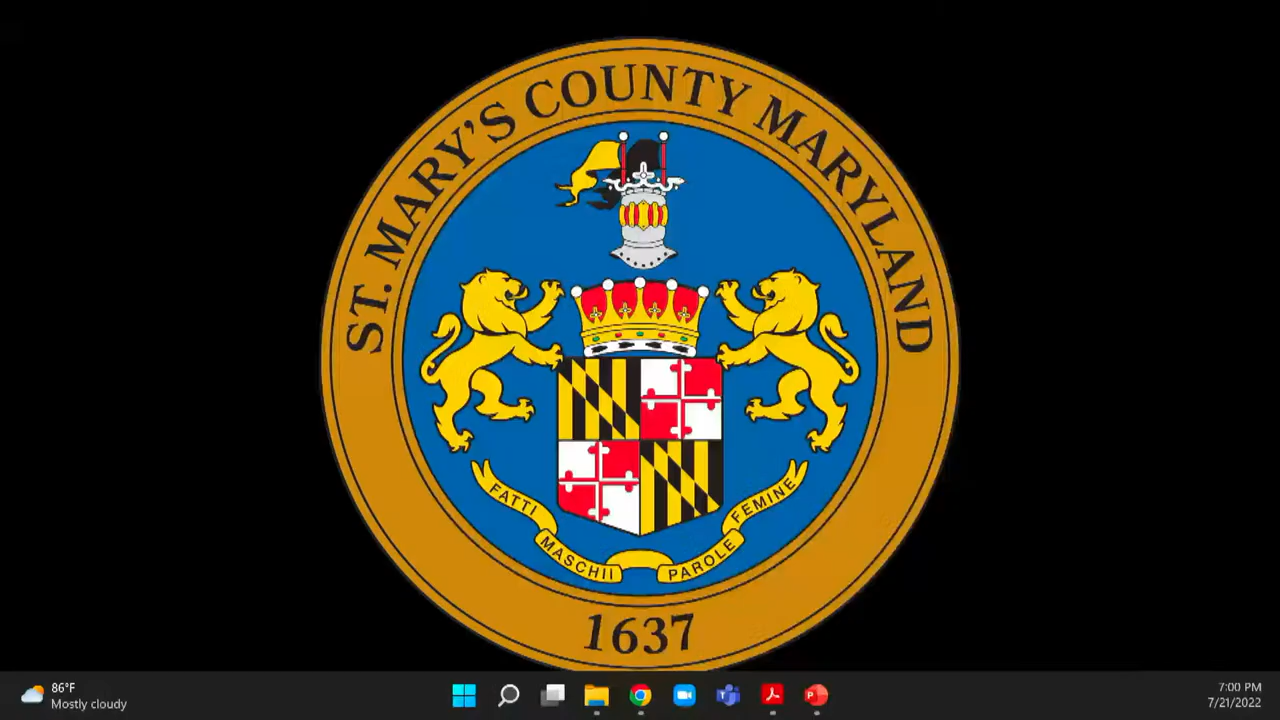 ST. MARY'S COUNTY MARYLAND
FATTI MASCHII PAROLE FEMINE
1637
86°F
Mostly cloudy
7:00 PM
7/21/2022